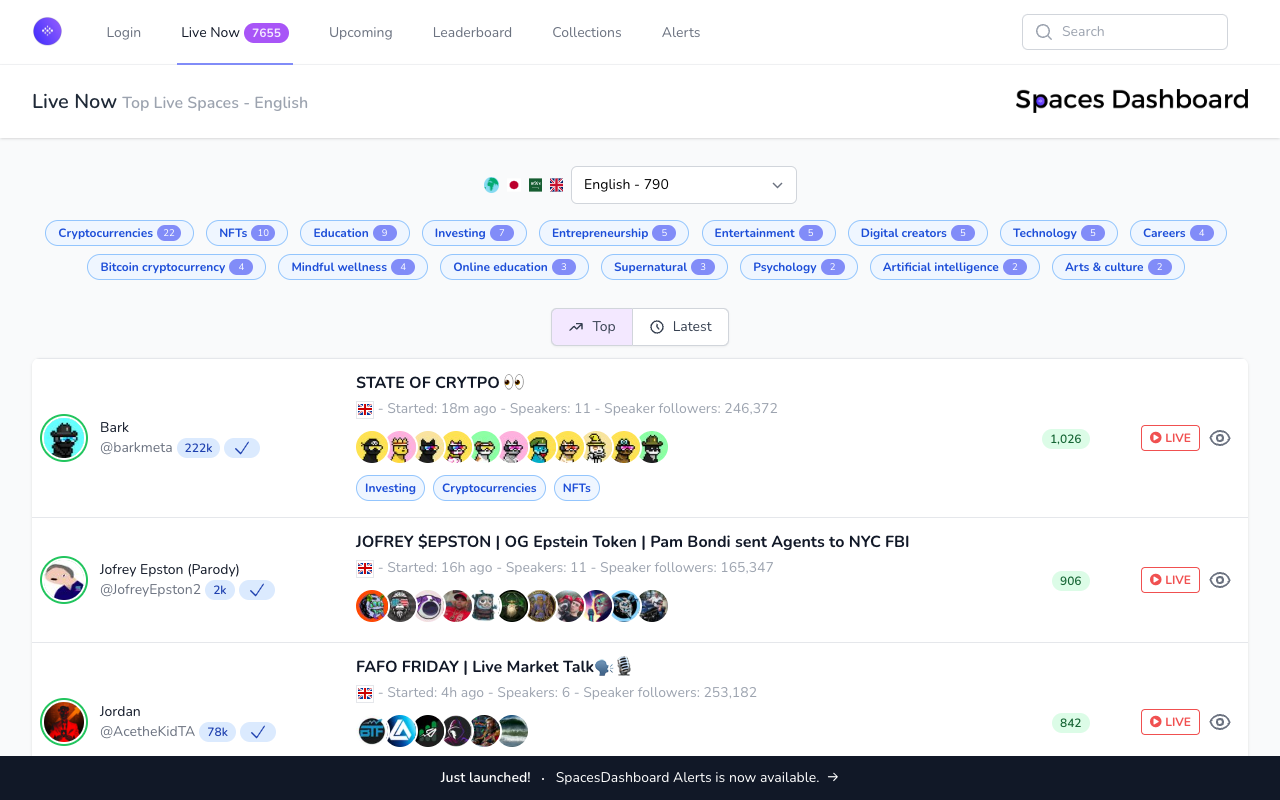 Login Live Now 7655 Upcoming Leaderboard Collections Alerts Search
Live Now Top Live Spaces - English Spaces Dashboard
English - 790
Cryptocurrencies 22 NFTs 10 Education 9 Investing 7 Entrepreneurship 5 Entertainment 5 Digital creators 5 Technology 5 Careers 4
Bitcoin cryptocurrency 4 Mindful wellness 4 Online education 3 Supernatural 3 Psychology 2 Artificial intelligence 2 Arts & culture 2
Top Latest
STATE OF CRYTPO 👀
- Started: 18m ago - Speakers: 11 - Speaker followers: 246,372
Bark
@barkmeta 222k
1,026 LIVE
Investing Cryptocurrencies NFTs
JOFREY $EPSTON | OG Epstein Token | Pam Bondi sent Agents to NYC FBI
- Started: 16h ago - Speakers: 11 - Speaker followers: 165,347
Jofrey Epston (Parody)
@JofreyEpston2 2k
906 LIVE
FAFO FRIDAY | Live Market Talk🗣️🎙️
- Started: 4h ago - Speakers: 6 - Speaker followers: 253,182
Jordan
@AcetheKidTA 78k
842 LIVE
Just launched! · SpacesDashboard Alerts is now available. →